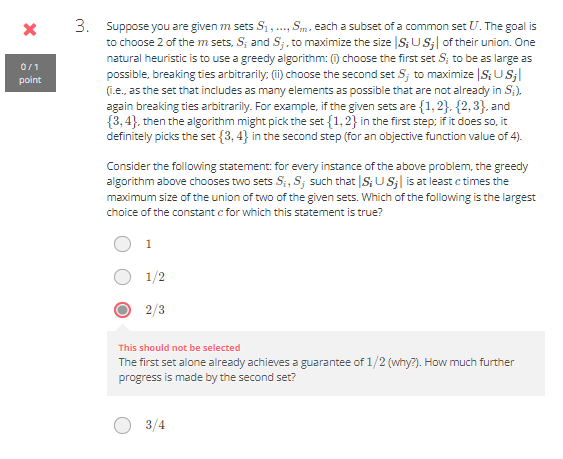 3. Suppose you are given m sets S₁, ..., Sₘ, each a subset of a common set U. The goal is
to choose 2 of the m sets, Sᵢ and Sⱼ, to maximize the size |Sᵢ ∪ Sⱼ| of their union. One
natural heuristic is to use a greedy algorithm: (i) choose the first set Sᵢ to be as large as
0 / 1
point
possible, breaking ties arbitrarily; (ii) choose the second set Sⱼ to maximize |Sᵢ ∪ Sⱼ|
(i.e., as the set that includes as many elements as possible that are not already in Sᵢ),
again breaking ties arbitrarily. For example, if the given sets are {1, 2}, {2, 3}, and
{3, 4}, then the algorithm might pick the set {1, 2} in the first step; if it does so, it
definitely picks the set {3, 4} in the second step (for an objective function value of 4).
Consider the following statement: for every instance of the above problem, the greedy
algorithm above chooses two sets Sᵢ, Sⱼ such that |Sᵢ ∪ Sⱼ| is at least c times the
maximum size of the union of two of the given sets. Which of the following is the largest
choice of the constant c for which this statement is true?
1
1/2
2/3
This should not be selected
The first set alone already achieves a guarantee of 1/2 (why?). How much further
progress is made by the second set?
3/4